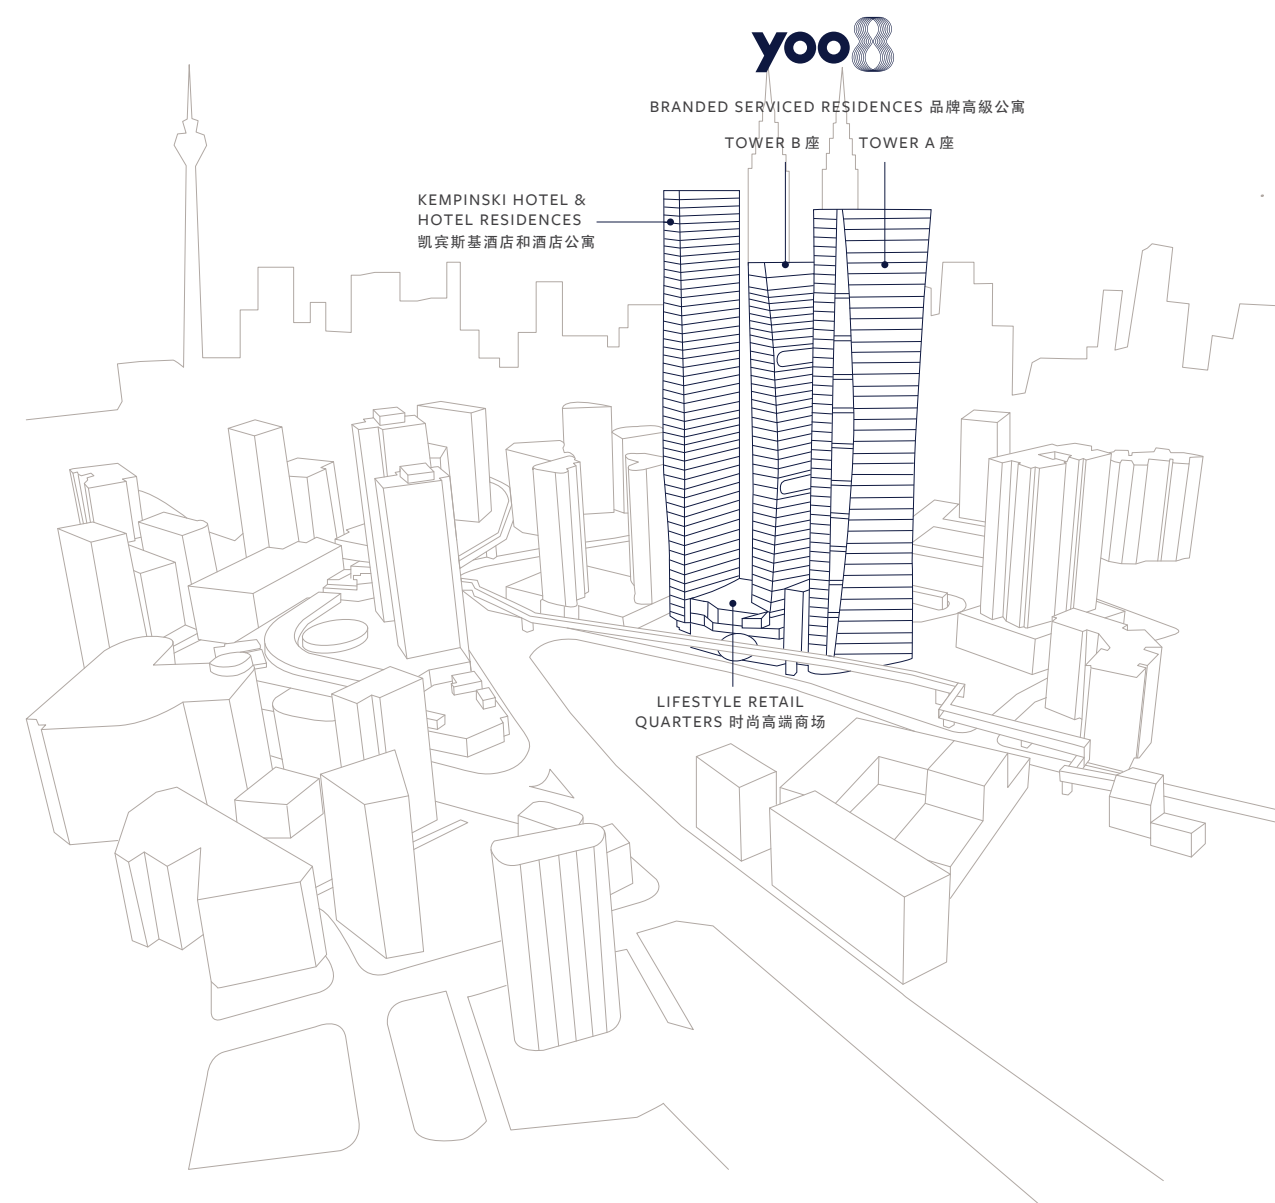 yoo8
BRANDED SERVICED RESIDENCES 品牌高級公寓
TOWER B 座
TOWER A 座
KEMPINSKI HOTEL &
HOTEL RESIDENCES
凯宾斯基酒店和酒店公寓
LIFESTYLE RETAIL
QUARTERS 时尚高端商场